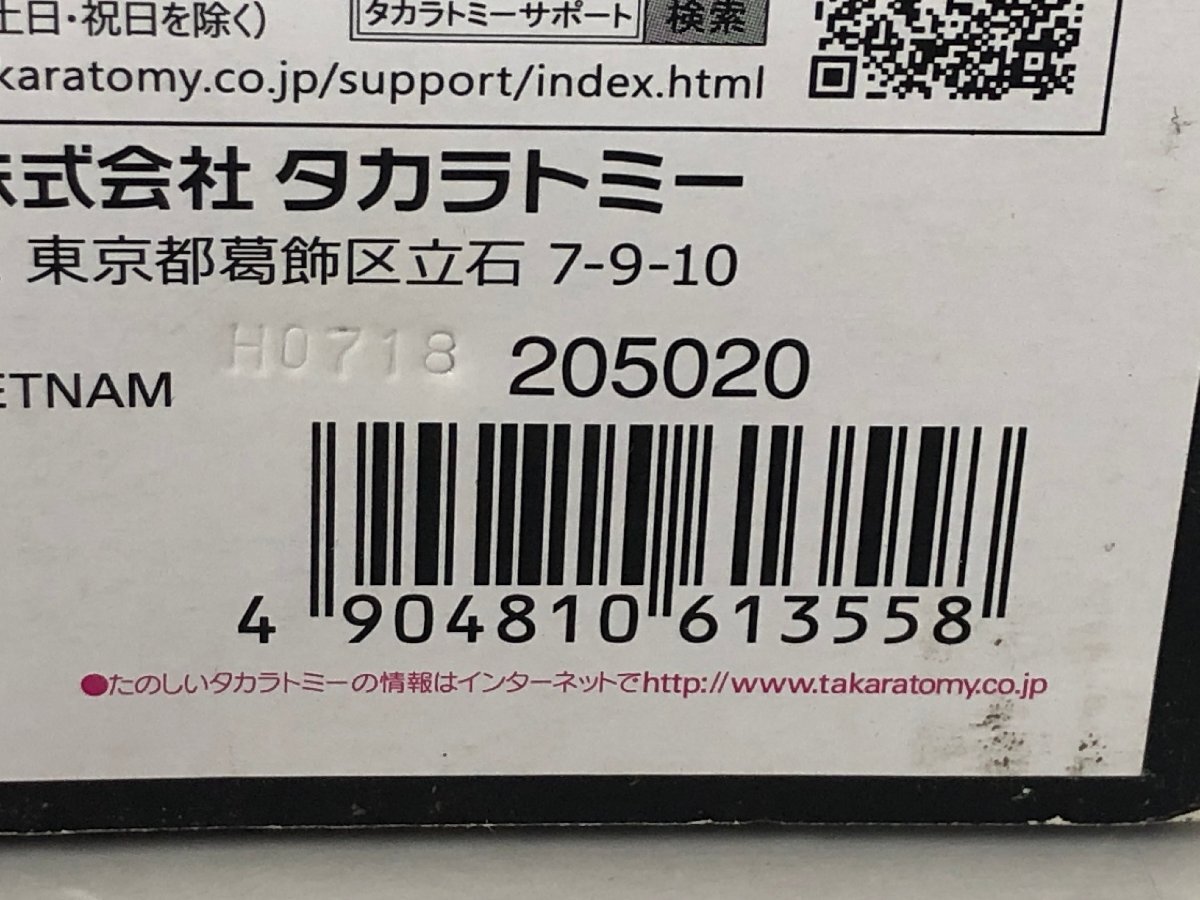 土日・祝日を除く) タカラトミーサポート 検索
karatomy.co.jp/support/index.html
株式会社 タカラトミー
東京都葛飾区立石 7-9-10
H0718 205020
ETNAM
4 904810 613558
●たのしいタカラトミーの情報はインターネットでhttp://www.takaratomy.co.jp